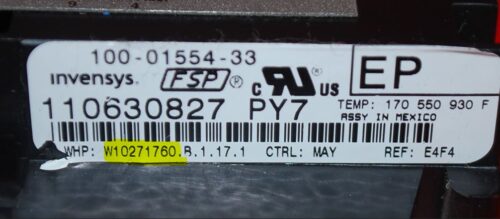 100-01554-33
invensys. FSP® c RU US
EP
110630827 PY7
TEMP: 170 550 930 F
ASSY IN MEXICO
WHP: W10271760.B.1.17.1 CTRL: MAY REF: E4F4